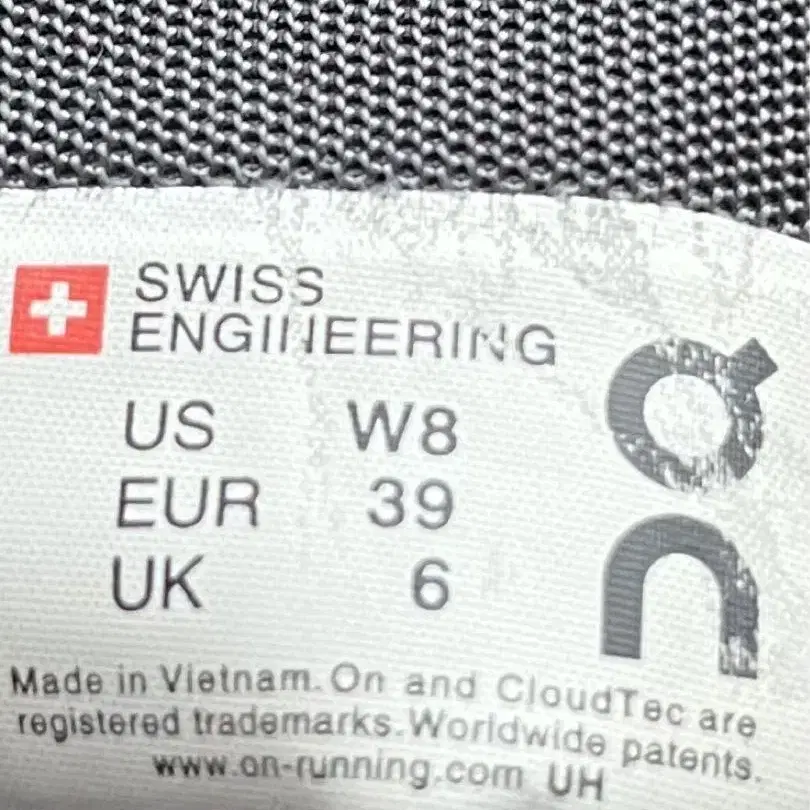 SWISS
ENGINEERING
US W8
EUR 39
UK 6
On
Made in Vietnam. On and CloudTec are
registered trademarks. Worldwide patents.
www.on-running.com UH